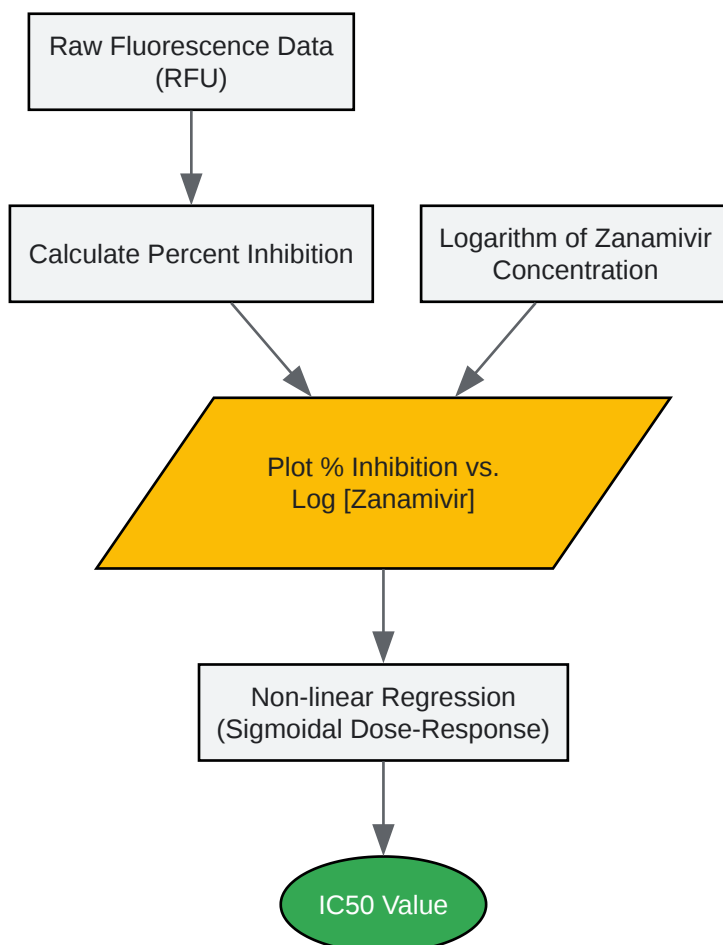 Raw Fluorescence Data
(RFU)
Calculate Percent Inhibition
Logarithm of Zanamivir
Concentration
Plot % Inhibition vs.
Log [Zanamivir]
Non-linear Regression
(Sigmoidal Dose-Response)
IC50 Value